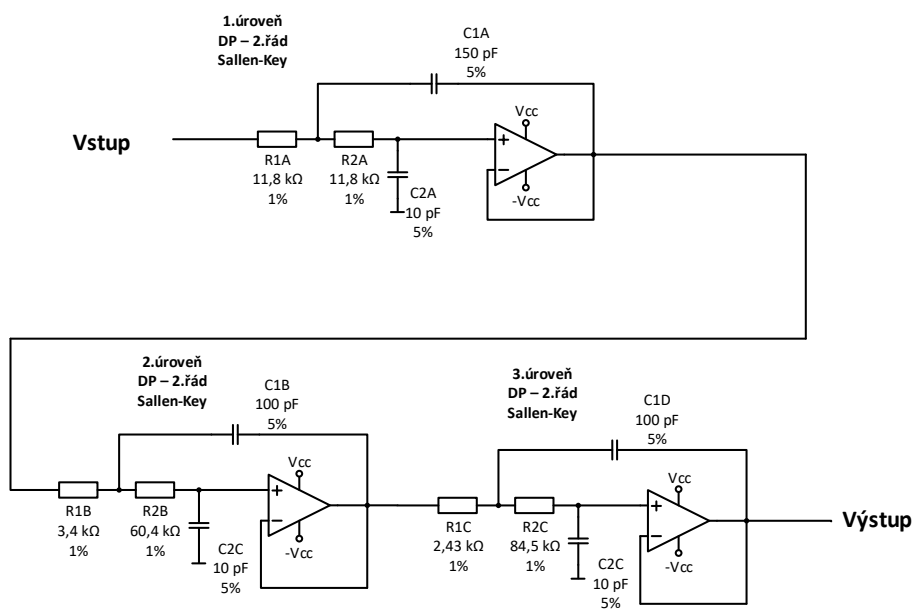 1.úroveň
DP – 2.řád
Sallen-Key
C1A
150 pF
5%
Vstup
R1A
11,8 kΩ
1%
R2A
11,8 kΩ
1%
C2A
10 pF
5%
Vcc
+
−
-Vcc
2.úroveň
DP – 2.řád
Sallen-Key
C1B
100 pF
5%
R1B
3,4 kΩ
1%
R2B
60,4 kΩ
1%
C2C
10 pF
5%
Vcc
+
−
-Vcc
3.úroveň
DP – 2.řád
Sallen-Key
C1D
100 pF
5%
R1C
2,43 kΩ
1%
R2C
84,5 kΩ
1%
C2C
10 pF
5%
Vcc
+
−
-Vcc
Výstup